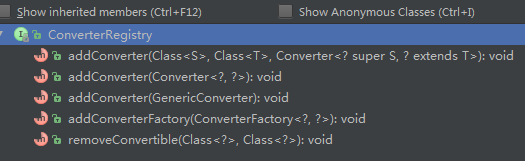 Show inherited members (Ctrl+F12) Show Anonymous Classes (Ctrl+I)
ConverterRegistry
addConverter(Class<S>, Class<T>, Converter<? super S, ? extends T>): void
addConverter(Converter<?, ?>): void
addConverter(GenericConverter): void
addConverterFactory(ConverterFactory<?, ?>): void
removeConvertible(Class<?>, Class<?>): void